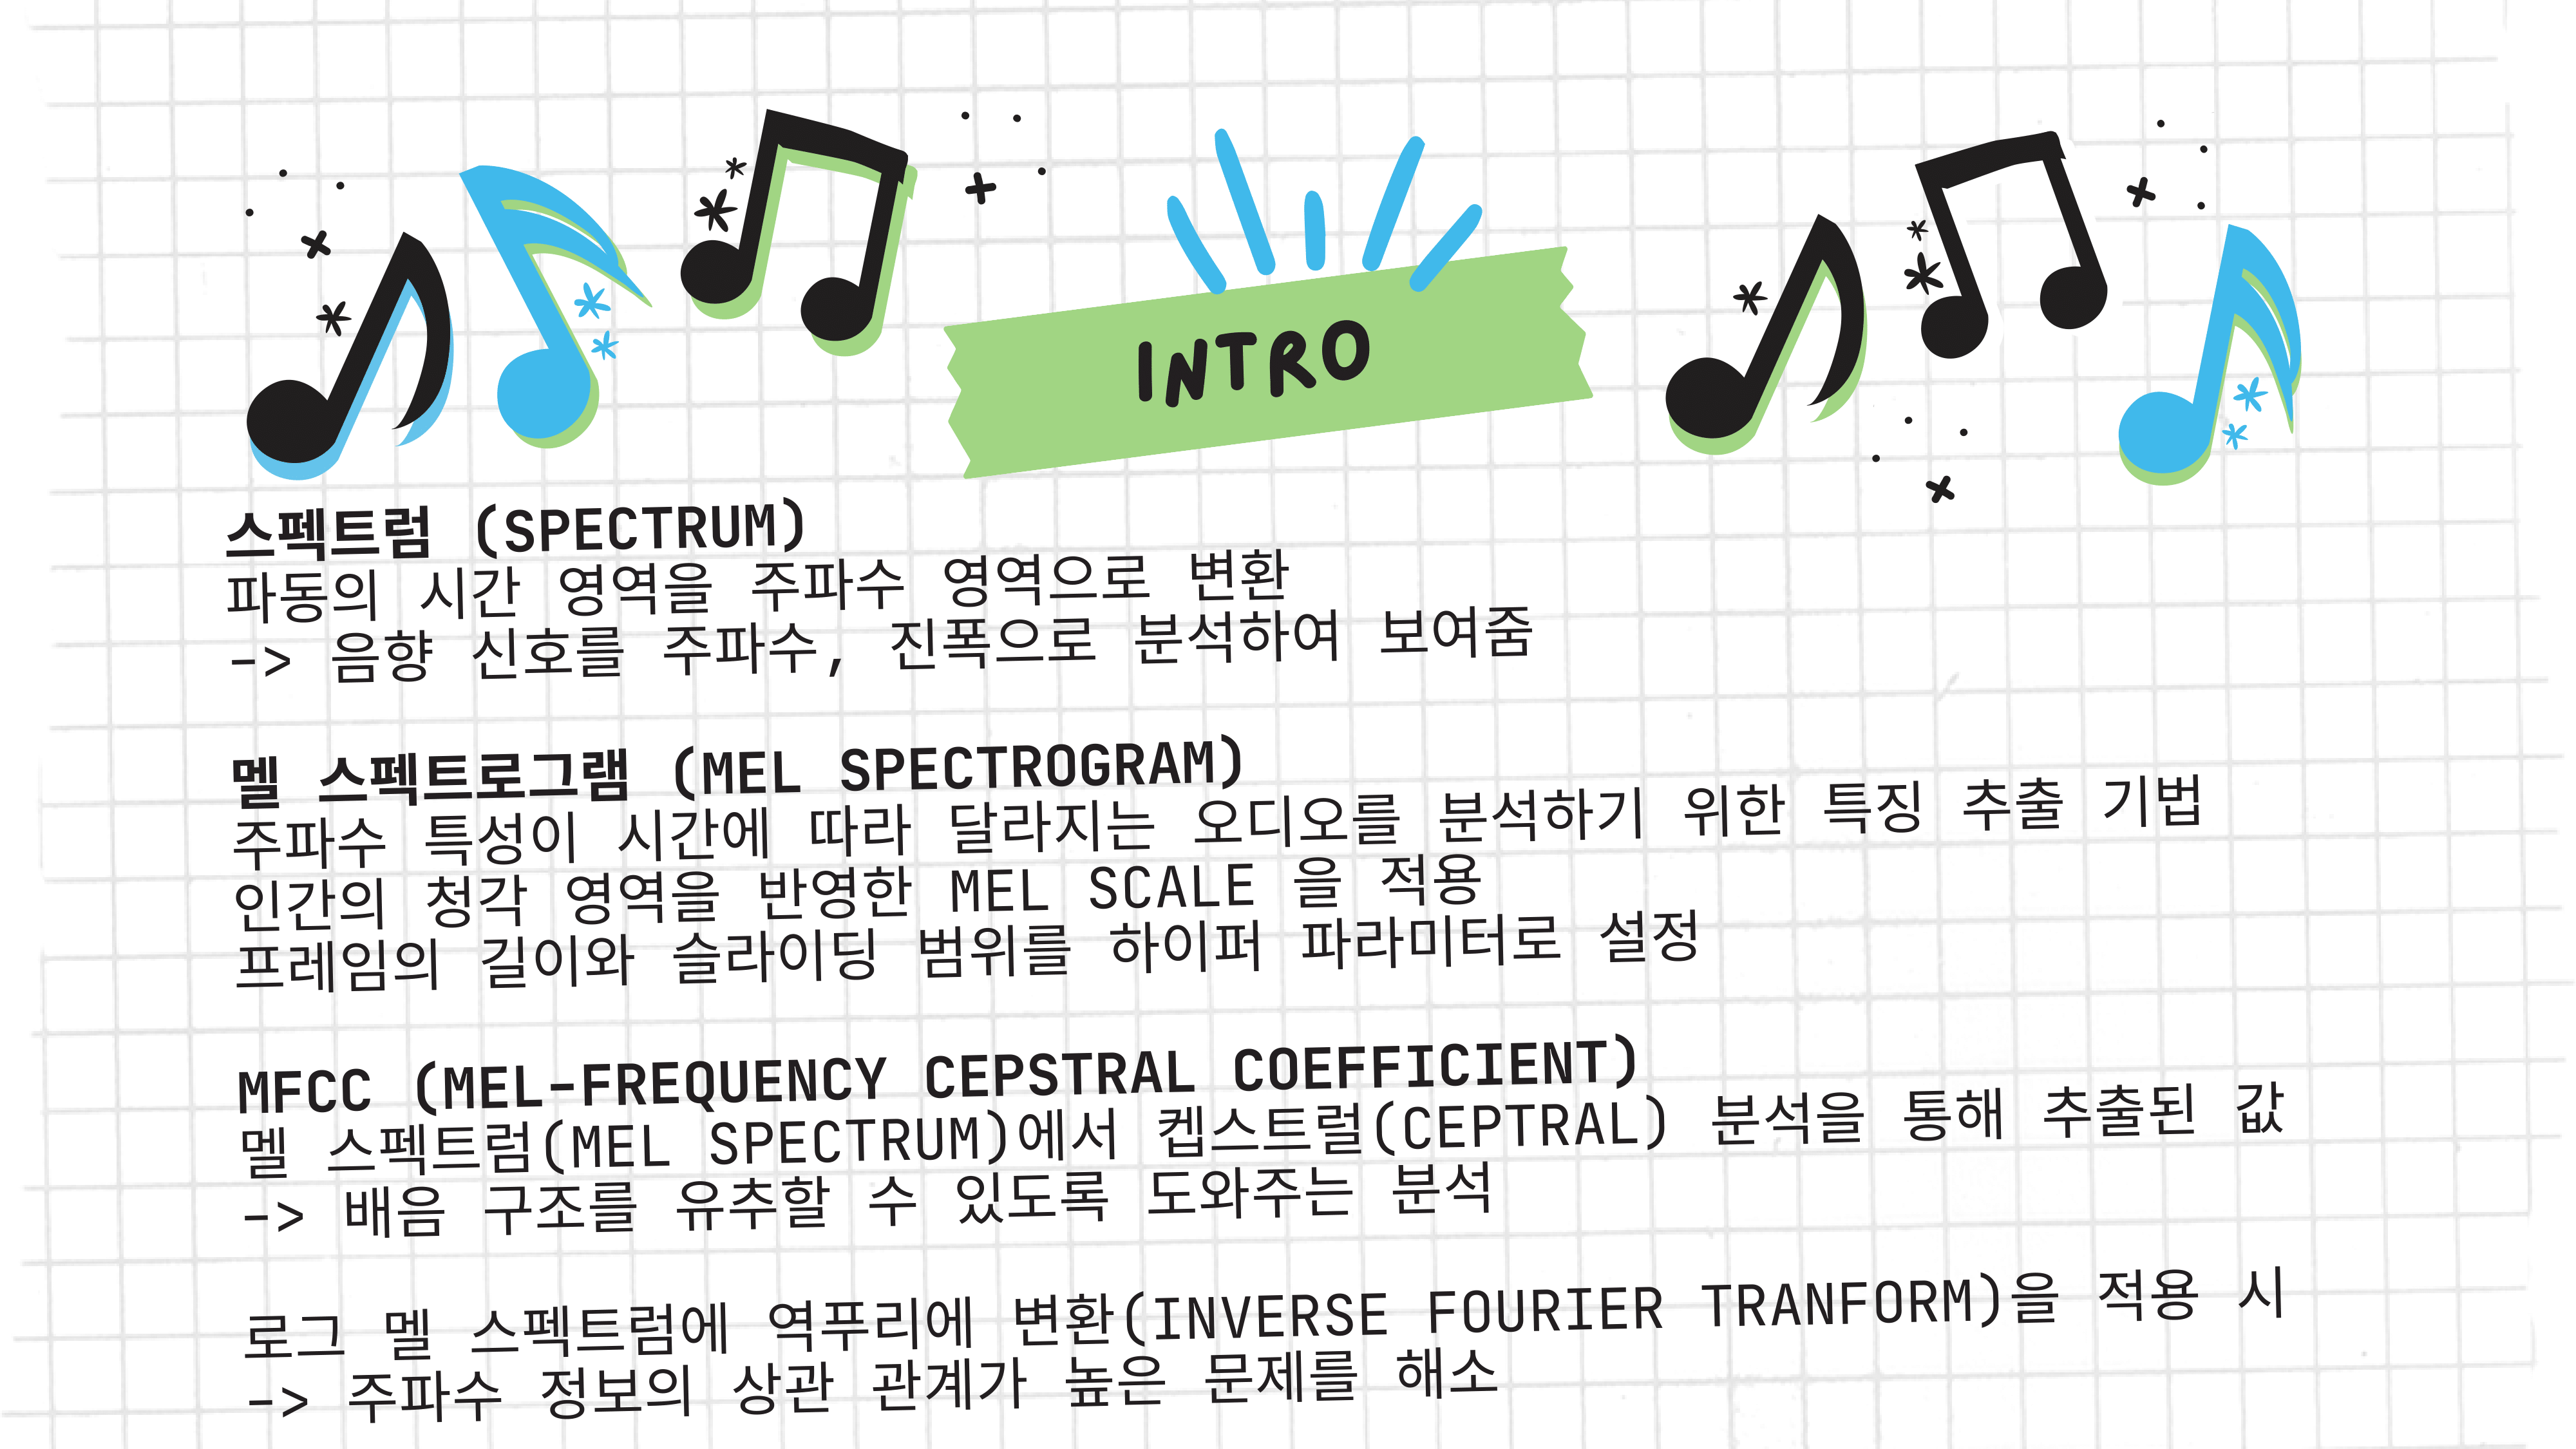 INTRO
스펙트럼 (SPECTRUM)
파동의 시간 영역을 주파수 영역으로 변환
-> 음향 신호를 주파수, 진폭으로 분석하여 보여줌
멜 스펙트로그램 (MEL SPECTROGRAM)
주파수 특성이 시간에 따라 달라지는 오디오를 분석하기 위한 특징 추출 기법
인간의 청각 영역을 반영한 MEL SCALE 을 적용
프레임의 길이와 슬라이딩 범위를 하이퍼 파라미터로 설정
MFCC (MEL-FREQUENCY CEPSTRAL COEFFICIENT)
멜 스펙트럼(MEL SPECTRUM)에서 켑스트럴(CEPTRAL) 분석을 통해 추출된 값
-> 배음 구조를 유추할 수 있도록 도와주는 분석
로그 멜 스펙트럼에 역푸리에 변환(INVERSE FOURIER TRANFORM)을 적용 시
-> 주파수 정보의 상관 관계가 높은 문제를 해소